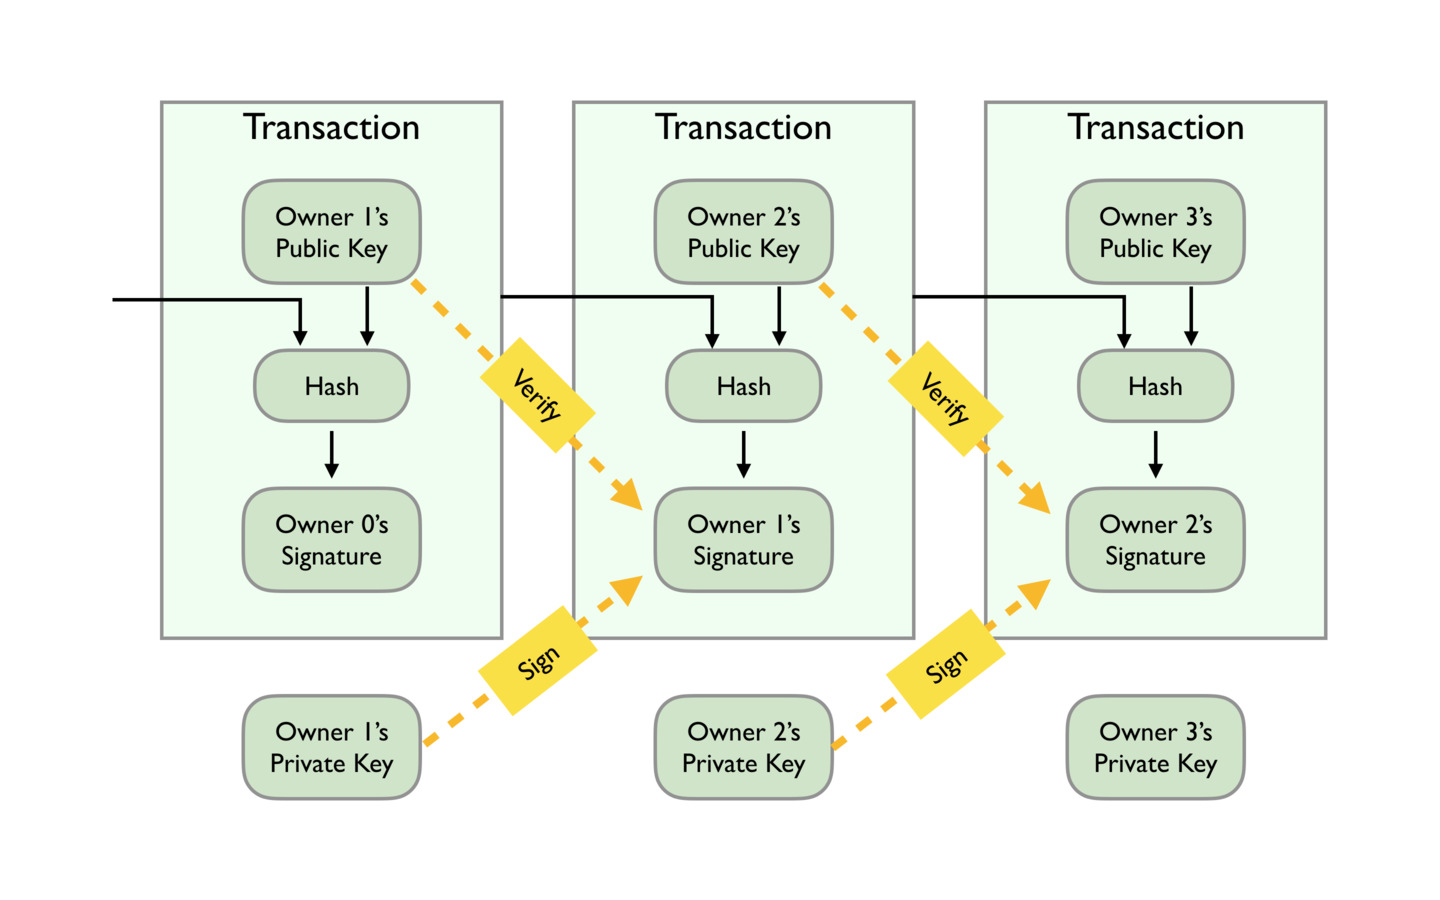 Transaction
Transaction
Transaction
Owner 1's
Public Key
Owner 2's
Public Key
Owner 3's
Public Key
Hash
Verify
Hash
Verify
Hash
Owner 0's
Signature
Owner 1's
Signature
Owner 2's
Signature
Sign
Sign
Owner 1's
Private Key
Owner 2's
Private Key
Owner 3's
Private Key